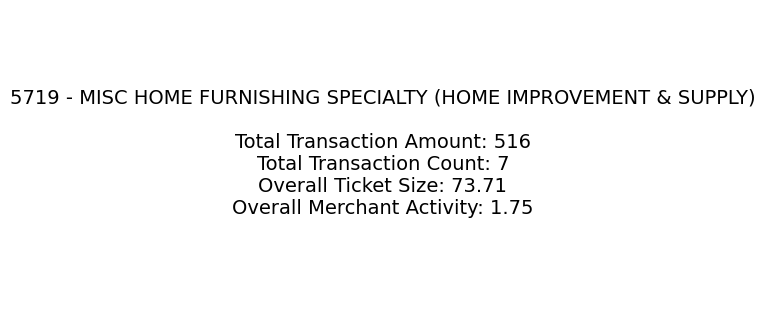 5719 - MISC HOME FURNISHING SPECIALTY (HOME IMPROVEMENT & SUPPLY)
Total Transaction Amount: 516
Total Transaction Count: 7
Overall Ticket Size: 73.71
Overall Merchant Activity: 1.75